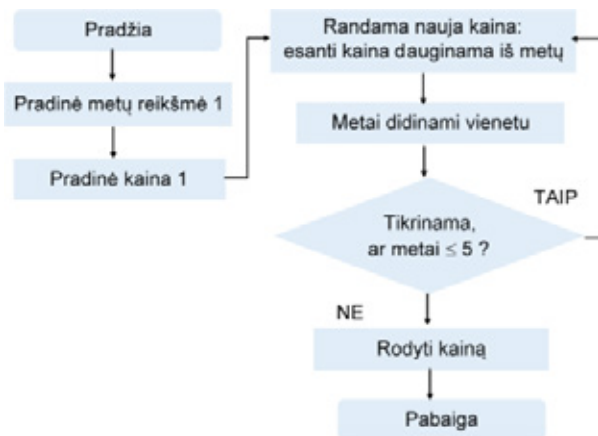 Pradžia
Pradinė metų reikšmė 1
Pradinė kaina 1
Randama nauja kaina:
esanti kaina dauginama iš metų
Metai didinami vienetu
Tikrinama,
ar metai ≤ 5 ?
TAIP
NE
Rodyti kainą
Pabaiga